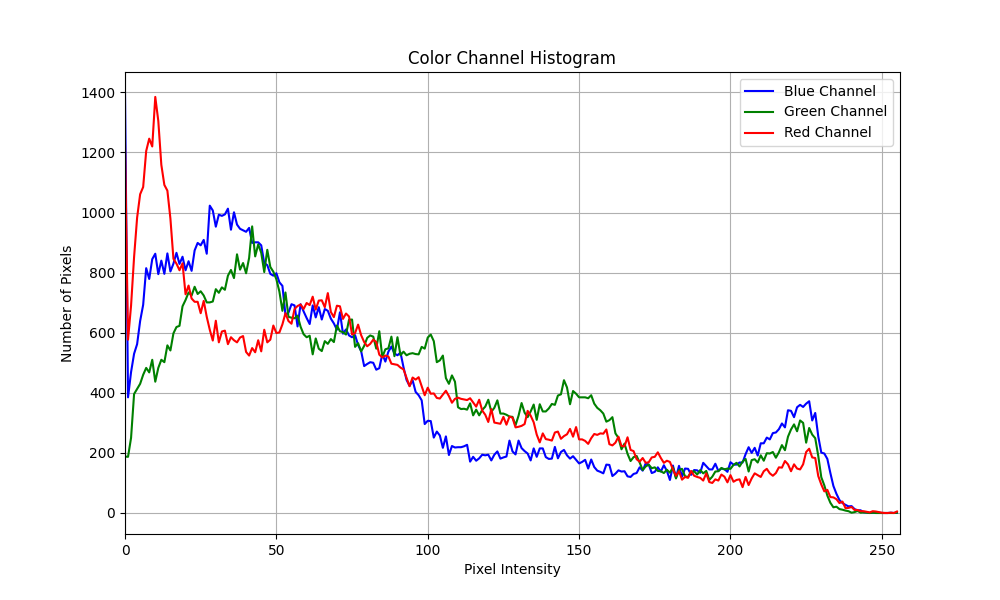 Color Channel Histogram
Number of Pixels
1400
1200
1000
800
600
400
200
0
Blue Channel
Green Channel
Red Channel
0 50 100 150 200 250
Pixel Intensity